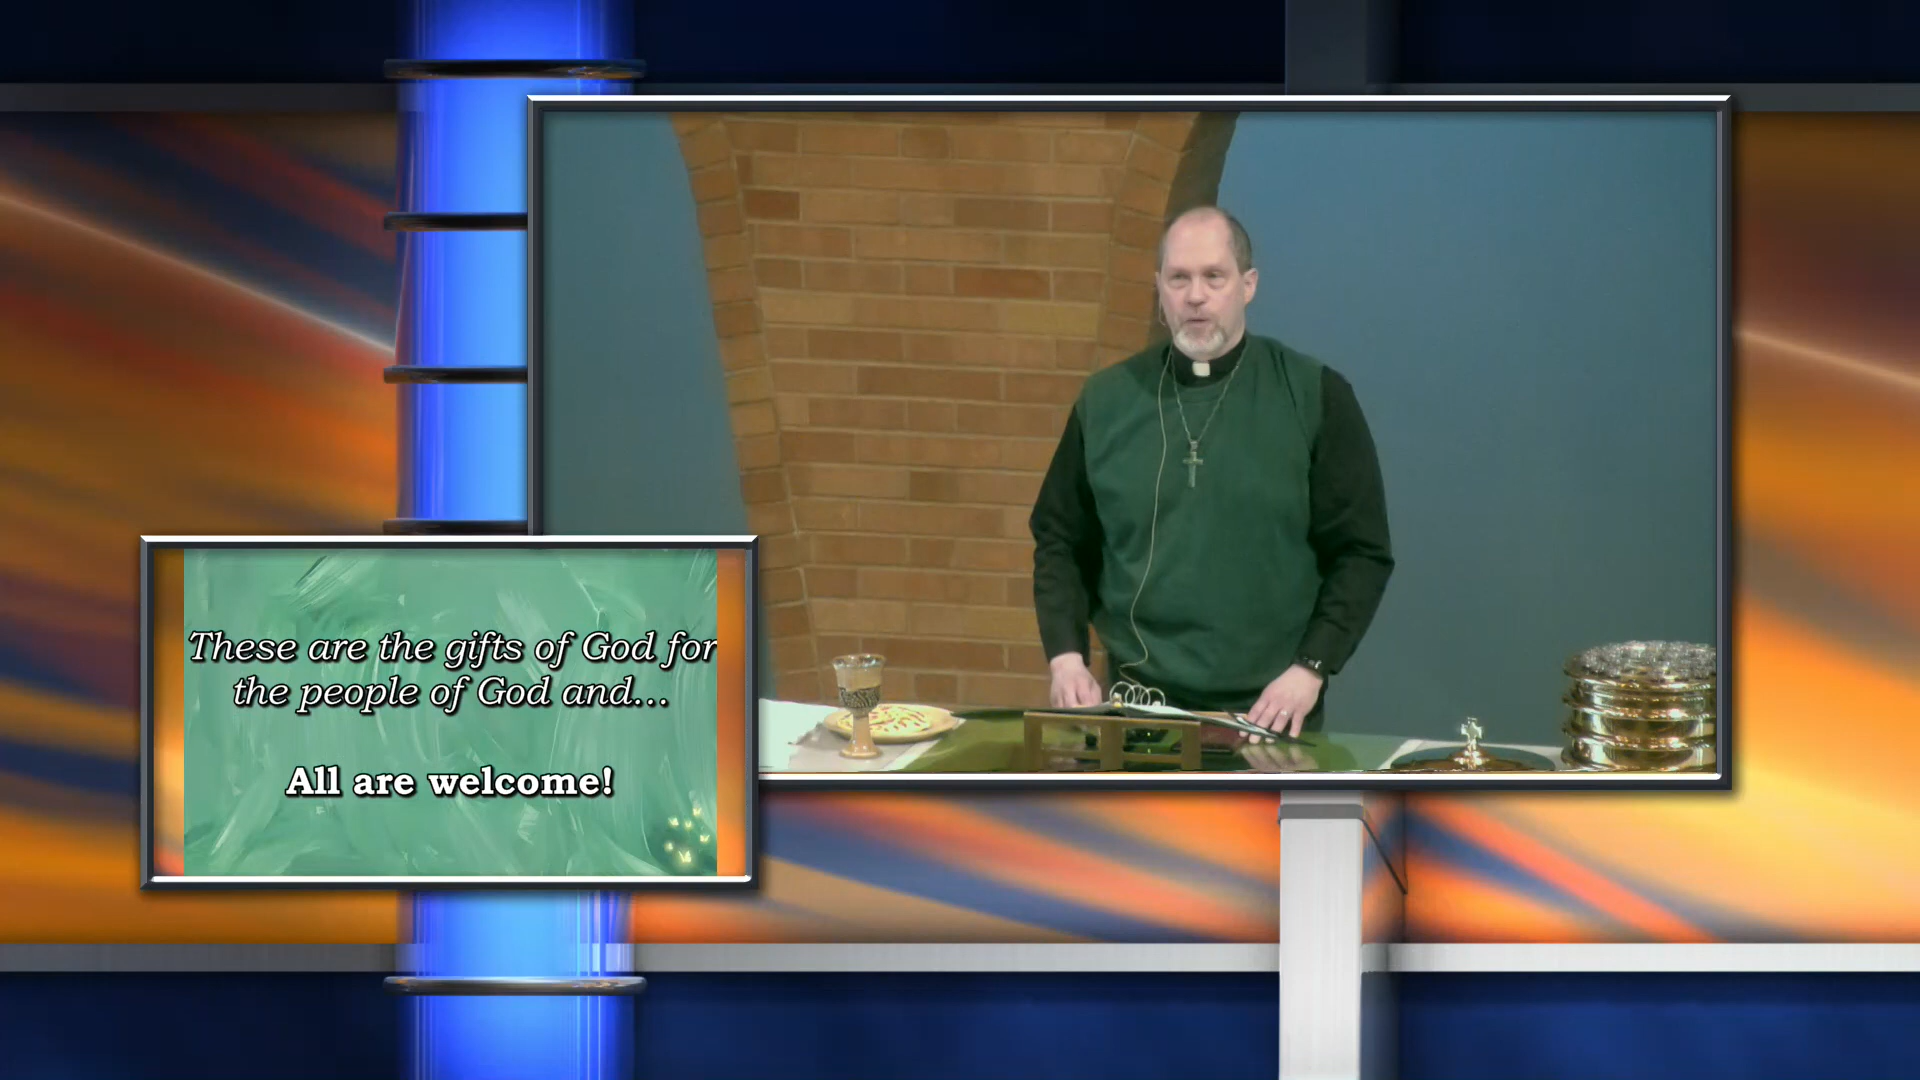 These are the gifts of God for
the people of God and...
All are welcome!